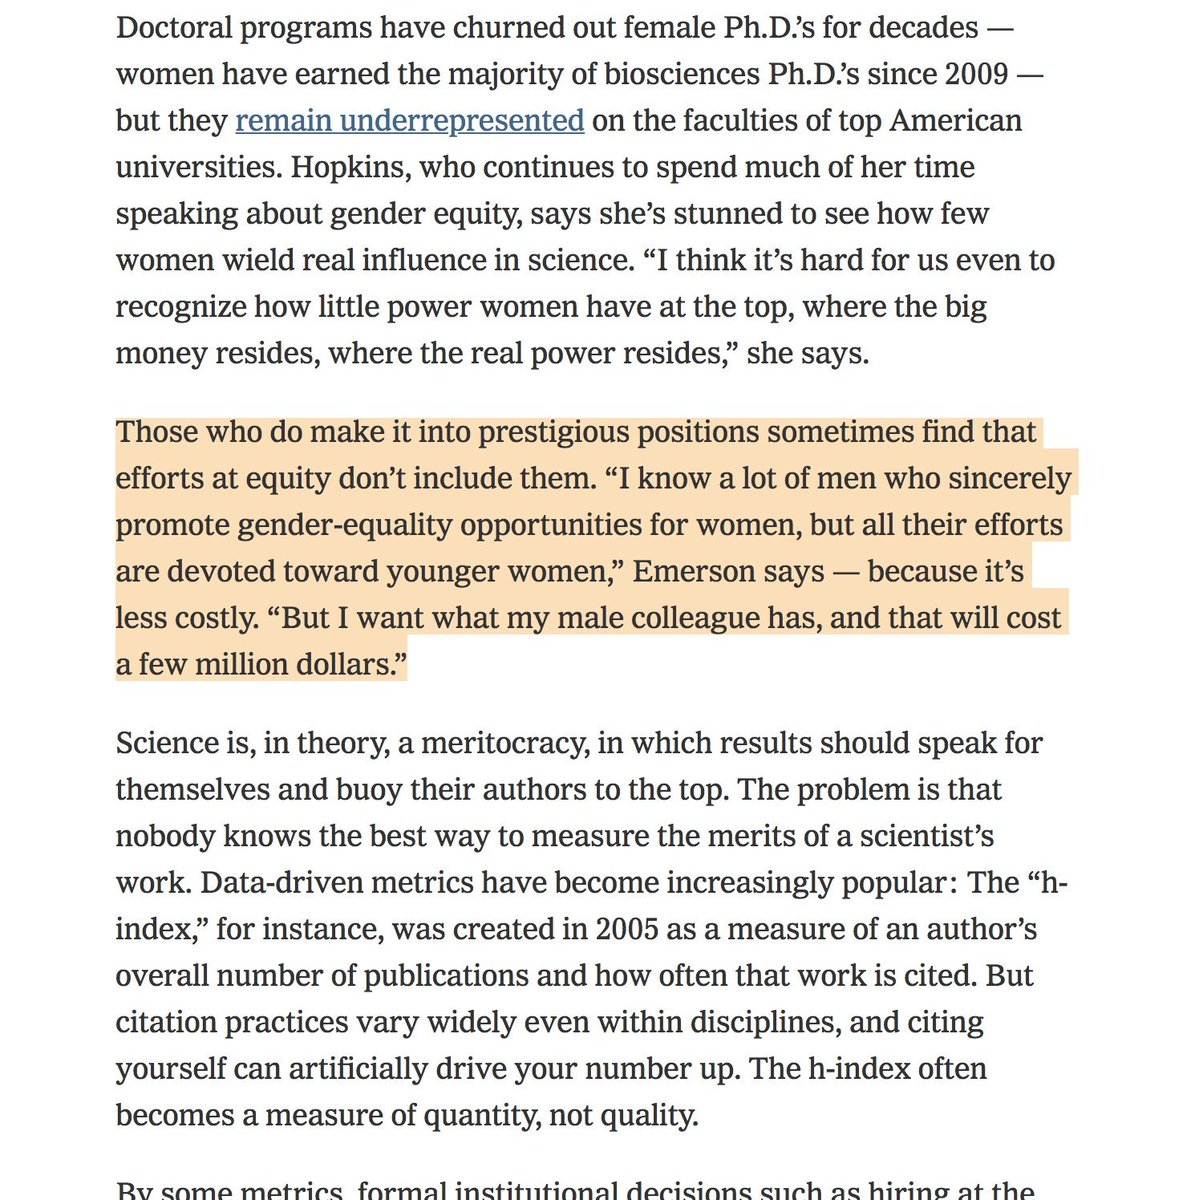 Doctoral programs have churned out female Ph.D.’s for decades —
women have earned the majority of biosciences Ph.D.’s since 2009 —
but they remain underrepresented on the faculties of top American
universities. Hopkins, who continues to spend much of her time
speaking about gender equity, says she’s stunned to see how few
women wield real influence in science. “I think it’s hard for us even to
recognize how little power women have at the top, where the big
money resides, where the real power resides,” she says.
Those who do make it into prestigious positions sometimes find that
efforts at equity don’t include them. “I know a lot of men who sincerely
promote gender-equality opportunities for women, but all their efforts
are devoted toward younger women,” Emerson says — because it’s
less costly. “But I want what my male colleague has, and that will cost
a few million dollars.”
Science is, in theory, a meritocracy, in which results should speak for
themselves and buoy their authors to the top. The problem is that
nobody knows the best way to measure the merits of a scientist’s
work. Data-driven metrics have become increasingly popular: The “h-
index,” for instance, was created in 2005 as a measure of an author’s
overall number of publications and how often that work is cited. But
citation practices vary widely even within disciplines, and citing
yourself can artificially drive your number up. The h-index often
becomes a measure of quantity, not quality.
By some metrics, formal institutional decisions such as hiring at the